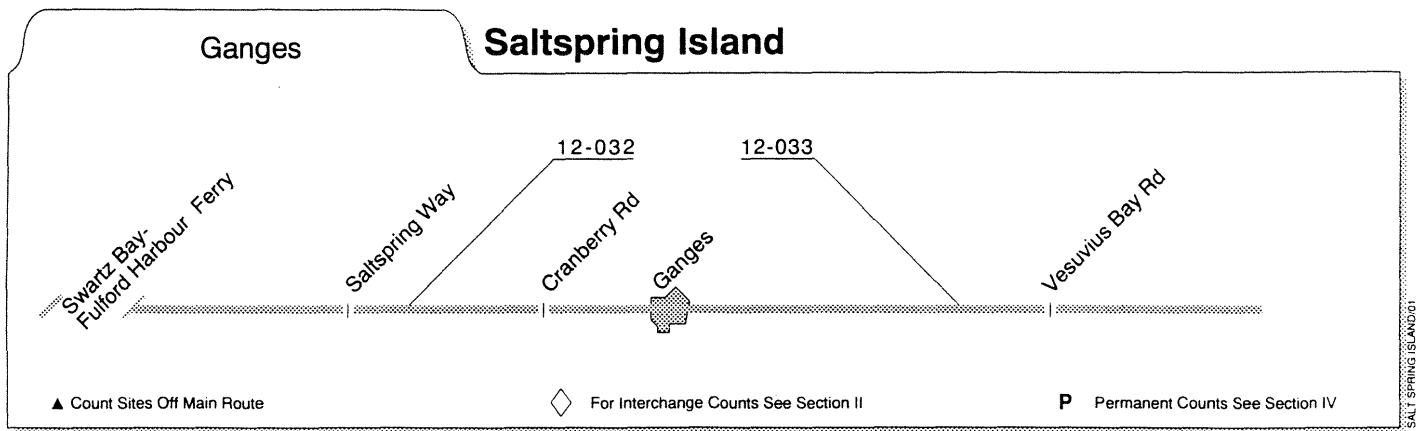 Ganges
Saltspring Island
12-032
12-033
Swartz Bay-
Fulford Harbour Ferry
Saltspring Way
Cranberry Rd
Ganges
Vesuvius Bay Rd
▲ Count Sites Off Main Route
◇ For Interchange Counts See Section II
P Permanent Counts See Section IV
SALT SPRING ISLAND/01